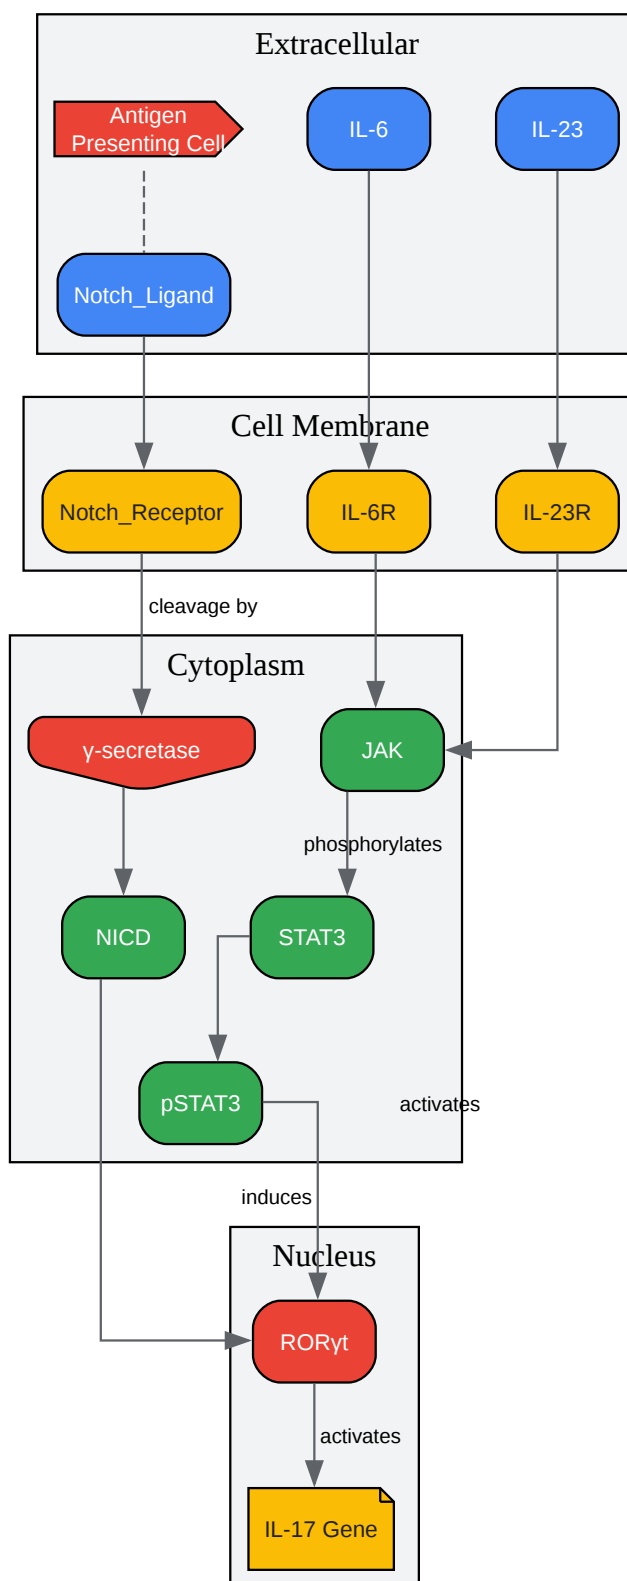 Extracellular
Antigen
Presenting Cell
IL-6
IL-23
Notch_Ligand
Cell Membrane
Notch_Receptor
IL-6R
IL-23R
cleavage by
Cytoplasm
γ-secretase
JAK
phosphorylates
NICD
STAT3
pSTAT3
activates
induces
Nucleus
RORγt
activates
IL-17 Gene